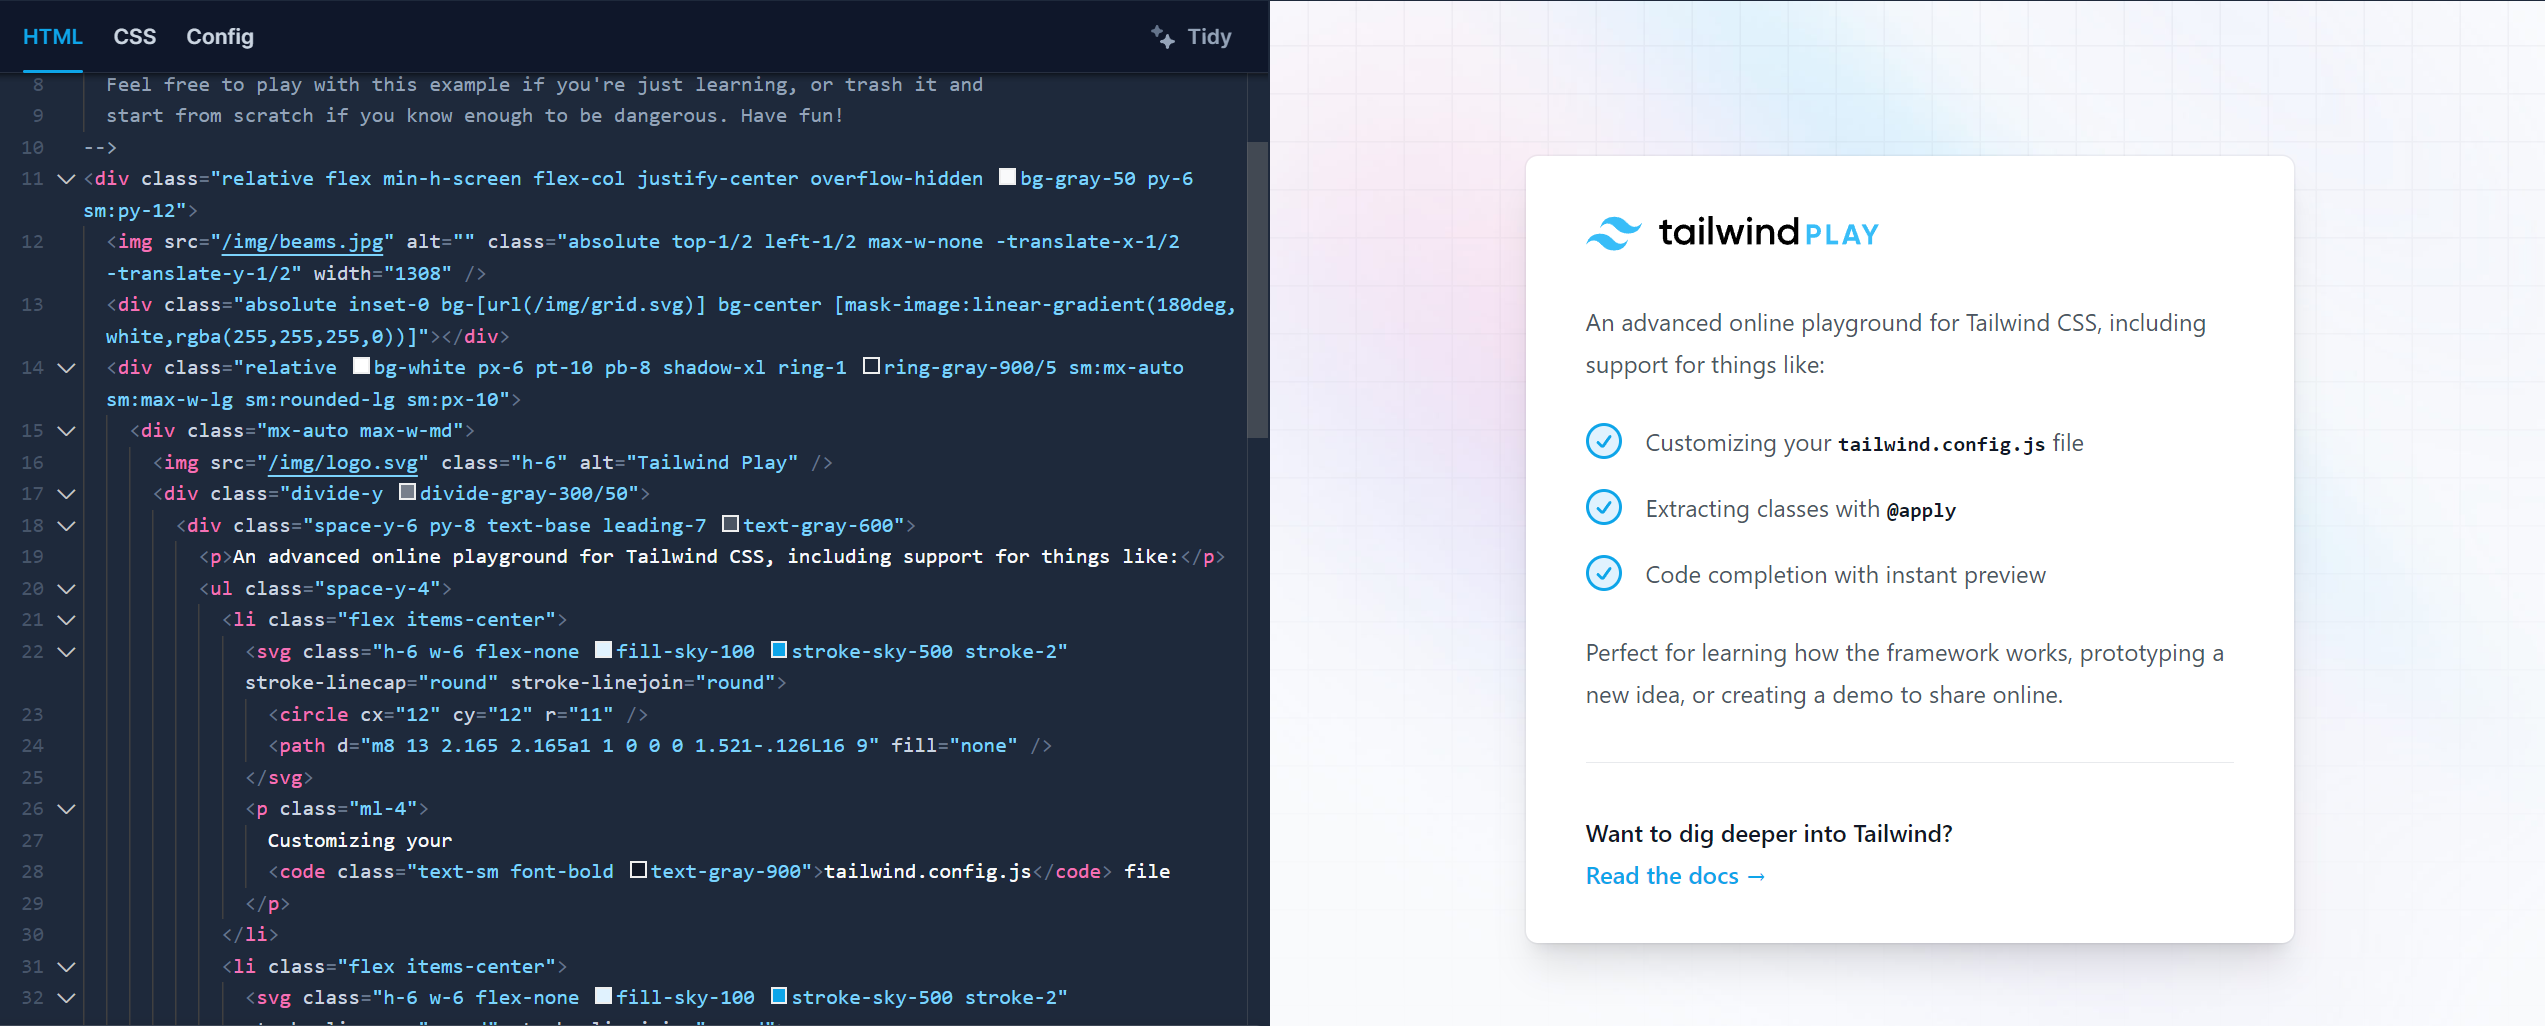 HTML CSS Config Tidy
8 Feel free to play with this example if you're just learning, or trash it and
9 start from scratch if you know enough to be dangerous. Have fun!
10 -->
11 <div class="relative flex min-h-screen flex-col justify-center overflow-hidden bg-gray-50 py-6
sm:py-12">
12 <img src="/img/beams.jpg" alt="" class="absolute top-1/2 left-1/2 max-w-none -translate-x-1/2
-translate-y-1/2" width="1308" />
13 <div class="absolute inset-0 bg-[url(/img/grid.svg)] bg-center [mask-image:linear-gradient(180deg,
white,rgba(255,255,255,0))]"></div>
14 <div class="relative bg-white px-6 pt-10 pb-8 shadow-xl ring-1 ring-gray-900/5 sm:mx-auto
sm:max-w-lg sm:rounded-lg sm:px-10">
15 <div class="mx-auto max-w-md">
16 <img src="/img/logo.svg" class="h-6" alt="Tailwind Play" />
17 <div class="divide-y divide-gray-300/50">
18 <div class="space-y-6 py-8 text-base leading-7 text-gray-600">
19 <p>An advanced online playground for Tailwind CSS, including support for things like:</p>
20 <ul class="space-y-4">
21 <li class="flex items-center">
22 <svg class="h-6 w-6 flex-none fill-sky-100 stroke-sky-500 stroke-2"
stroke-linecap="round" stroke-linejoin="round">
23 <circle cx="12" cy="12" r="11" />
24 <path d="m8 13 2.165 2.165a1 1 0 0 0 1.521-.126L16 9" fill="none" />
25 </svg>
26 <p class="ml-4">
27 Customizing your
28 <code class="text-sm font-bold text-gray-900">tailwind.config.js</code> file
29 </p>
30 </li>
31 <li class="flex items-center">
32 <svg class="h-6 w-6 flex-none fill-sky-100 stroke-sky-500 stroke-2"
tailwind PLAY
An advanced online playground for Tailwind CSS, including
support for things like:
Customizing your tailwind.config.js file
Extracting classes with @apply
Code completion with instant preview
Perfect for learning how the framework works, prototyping a
new idea, or creating a demo to share online.
Want to dig deeper into Tailwind?
Read the docs →